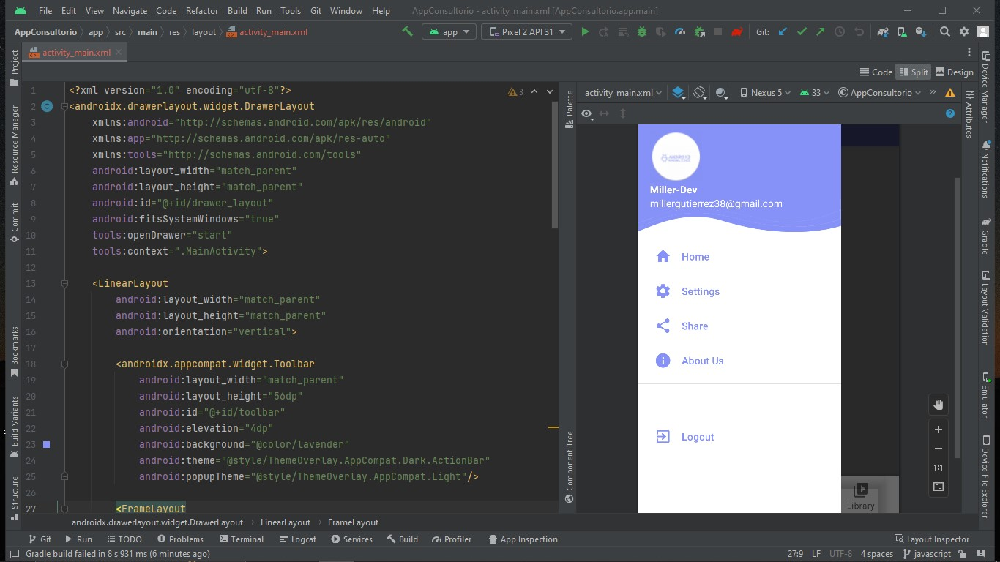 File Edit View Navigate Code Refactor Build Run Tools Git Window Help AppConsultorio - activity_main.xml [AppConsultorio.app.main]
AppConsultorio app src main res layout activity_main.xml app Pixel 2 API 31 Git:
activity_main.xml
Code Split Design
Project
Resource Manager
Commit
Bookmarks
Build Variants
Structure
1 <?xml version="1.0" encoding="utf-8"?>
2 <androidx.drawerlayout.widget.DrawerLayout
3 xmlns:android="http://schemas.android.com/apk/res/android"
4 xmlns:app="http://schemas.android.com/apk/res-auto"
5 xmlns:tools="http://schemas.android.com/tools"
6 android:layout_width="match_parent"
7 android:layout_height="match_parent"
8 android:id="@+id/drawer_layout"
9 android:fitsSystemWindows="true"
10 tools:openDrawer="start"
11 tools:context=".MainActivity">
12
13 <LinearLayout
14 android:layout_width="match_parent"
15 android:layout_height="match_parent"
16 android:orientation="vertical">
17
18 <androidx.appcompat.widget.Toolbar
19 android:layout_width="match_parent"
20 android:layout_height="56dp"
21 android:id="@+id/toolbar"
22 android:elevation="4dp"
23 android:background="@color/lavender"
24 android:theme="@style/ThemeOverlay.AppCompat.Dark.ActionBar"
25 android:popupTheme="@style/ThemeOverlay.AppCompat.Light"/>
26
27 <FrameLayout
3
androidx.drawerlayout.widget.DrawerLayout LinearLayout FrameLayout
Palette
Component Tree
activity_main.xml Nexus 5 33 AppConsultorio
Miller-Dev
millergutierrez38@gmail.com
Home
Settings
Share
About Us
Logout
Library
1:1
Attributes
Device Manager
Notifications
Gradle
Layout Validation
Emulator
Device File Explorer
Git Run TODO Problems Terminal Logcat Services Build Profiler App Inspection Layout Inspector
Gradle build failed in 8 s 931 ms (6 minutes ago) 27:9 LF UTF-8 4 spaces javascript